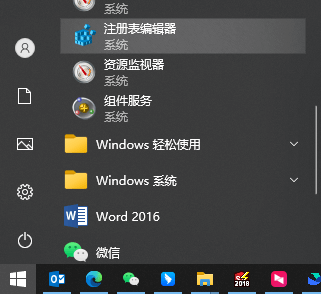 系统
注册表编辑器
系统
资源监视器
系统
组件服务
系统
Windows 轻松使用
Windows 系统
Word 2016
微信
2018